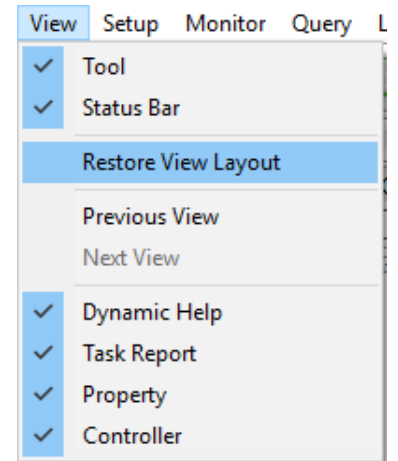 View Setup Monitor Query L
Tool
Status Bar
Restore View Layout
Previous View
Next View
Dynamic Help
Task Report
Property
Controller